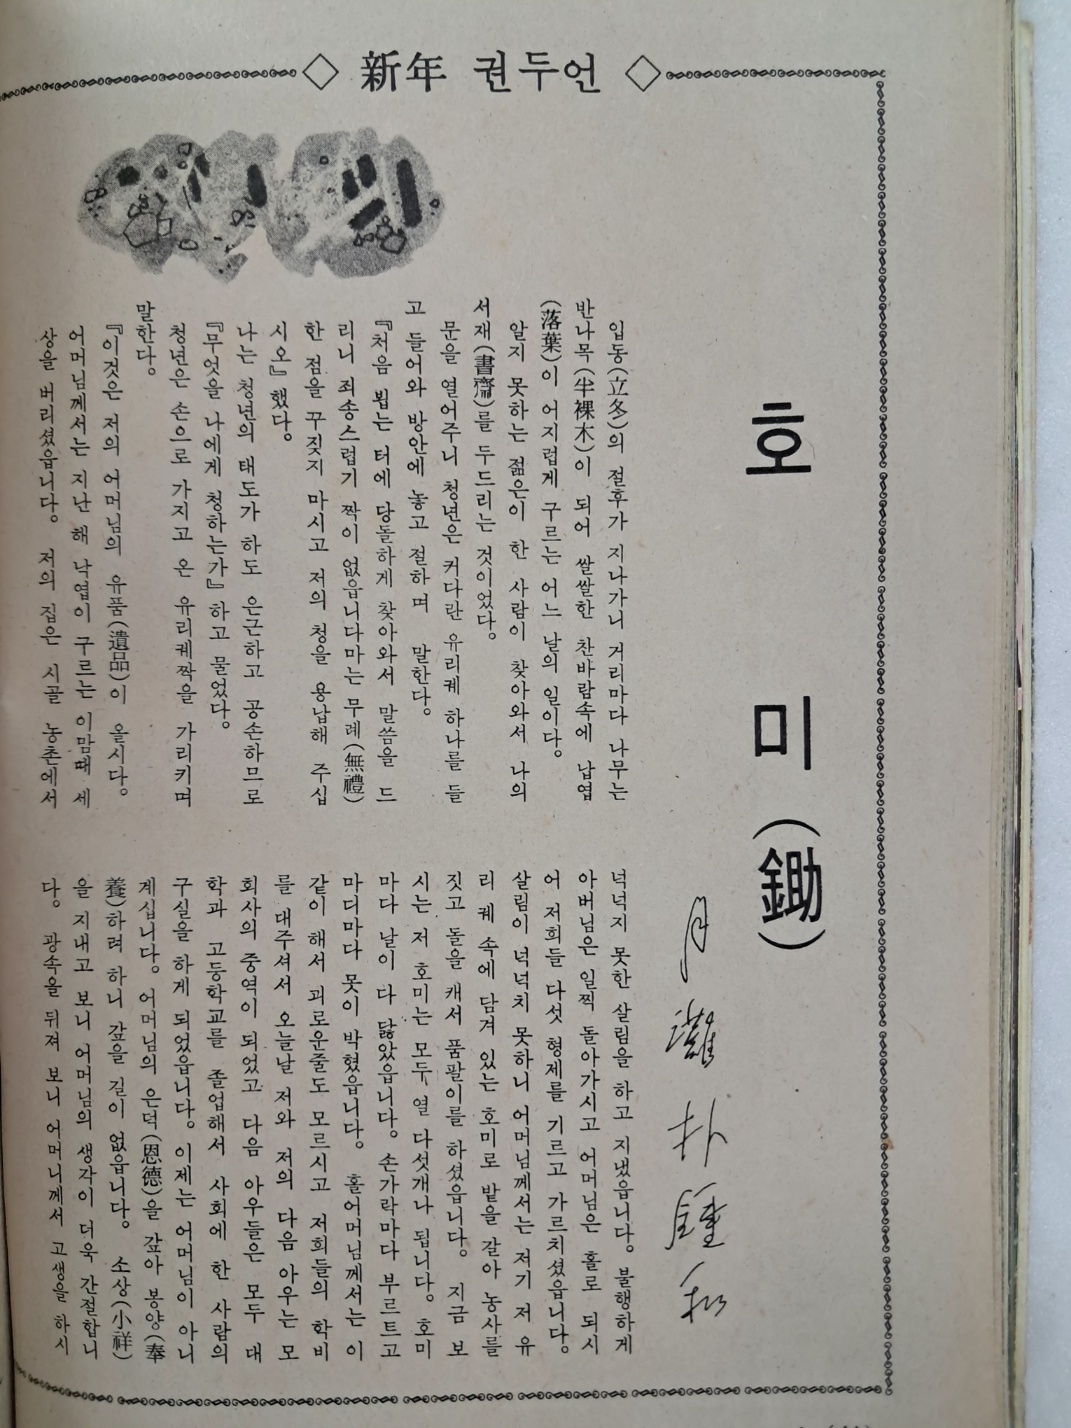 ◇ 新年 권두언 ◇
호미(鋤)
月灘 朴鍾和
입동(立冬)의 절후가 지나가니 거리마다 나무는
반나목(半裸木)이 되어 쌀쌀한 찬바람속에 낙엽
(落葉)이 어지럽게 구르는 어느 날의 일이다.
알지 못하는 젊은이 한 사람이 찾아와서 나의
서재(書齋)를 두드리는 것이었다.
문을 열어주니 청년은 커다란 유리궤 하나를 들
고 들어와 방안에 놓고 절하며 말한다.
『처음 뵙는 터에 당돌하게 찾아와서 말씀을 드
리니 죄송스럽기 짝이 없읍니다마는 무례(無禮)
한 점을 꾸짖지 마시고 저의 청을 용납해 주십
시오』했다.
나는 청년의 태도가 하도 은근하고 공손하므로
『무엇을 나에게 청하는가』하고 물었다.
청년은 손으로 가지고 온 유리궤짝을 가리키며
말한다.
『이것은 저의 어머님의 유품(遺品)이 올시다.
어머님께서는 지난 해 낙엽이 구르는 이맘때 세
상을 버리셨읍니다. 저의 집은 시골 농촌에서
넉넉지 못한 살림을 하고 지냈읍니다. 불행하게
아버님은 일찍 돌아가시고 어머님은 홀로 되시
어 저희들 다섯 형제를 기르고 가르치셨읍니다.
살림이 넉넉치 못하니 어머님께서는 저기 저 유
리 궤 속에 담겨 있는 호미로 밭을 갈아 농사를
짓고 돌을 캐서 품팔이를 하셨읍니다. 지금 보
시는 저 호미는 모두 열 다섯개나 됩니다. 호미
마다 날이 다 닳았읍니다. 손가락마다 부르트고
마디마다 못이 박혔읍니다. 홀어머님께서는 이
같이 해서 괴로운줄도 모르시고 저희들의 학비
를 대주셔서 오늘날 저와 저의 다음 아우는 모
회사의 중역이 되었고 다음 아우들은 모두 대
학과 고등학교를 졸업해서 사회에 한 사람의
구실을 하게 되었읍니다. 이제는 어머님이 아니
계십니다. 어머님의 은덕(恩德)을 갚아 봉양(奉
養)하려 하니 갚을 길이 없읍니다. 소상(小祥)
을 지내고 보니 어머님의 생각이 더욱 간절합니
다. 광속을 뒤져 보니 어머니께서 고생을 하시